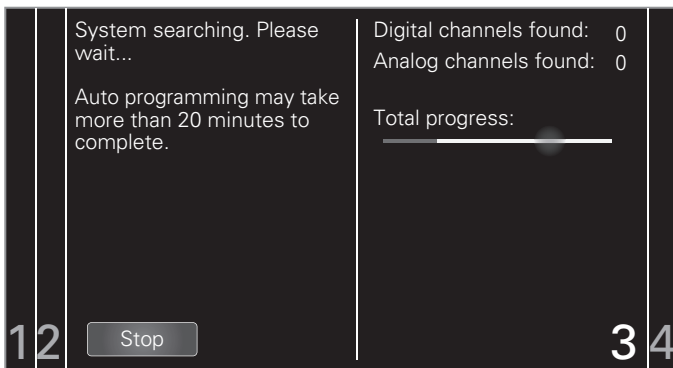 System searching. Please
wait...
Auto programming may take
more than 20 minutes to
complete.
Digital channels found: 0
Analog channels found: 0
Total progress:
1 2 Stop 3 4